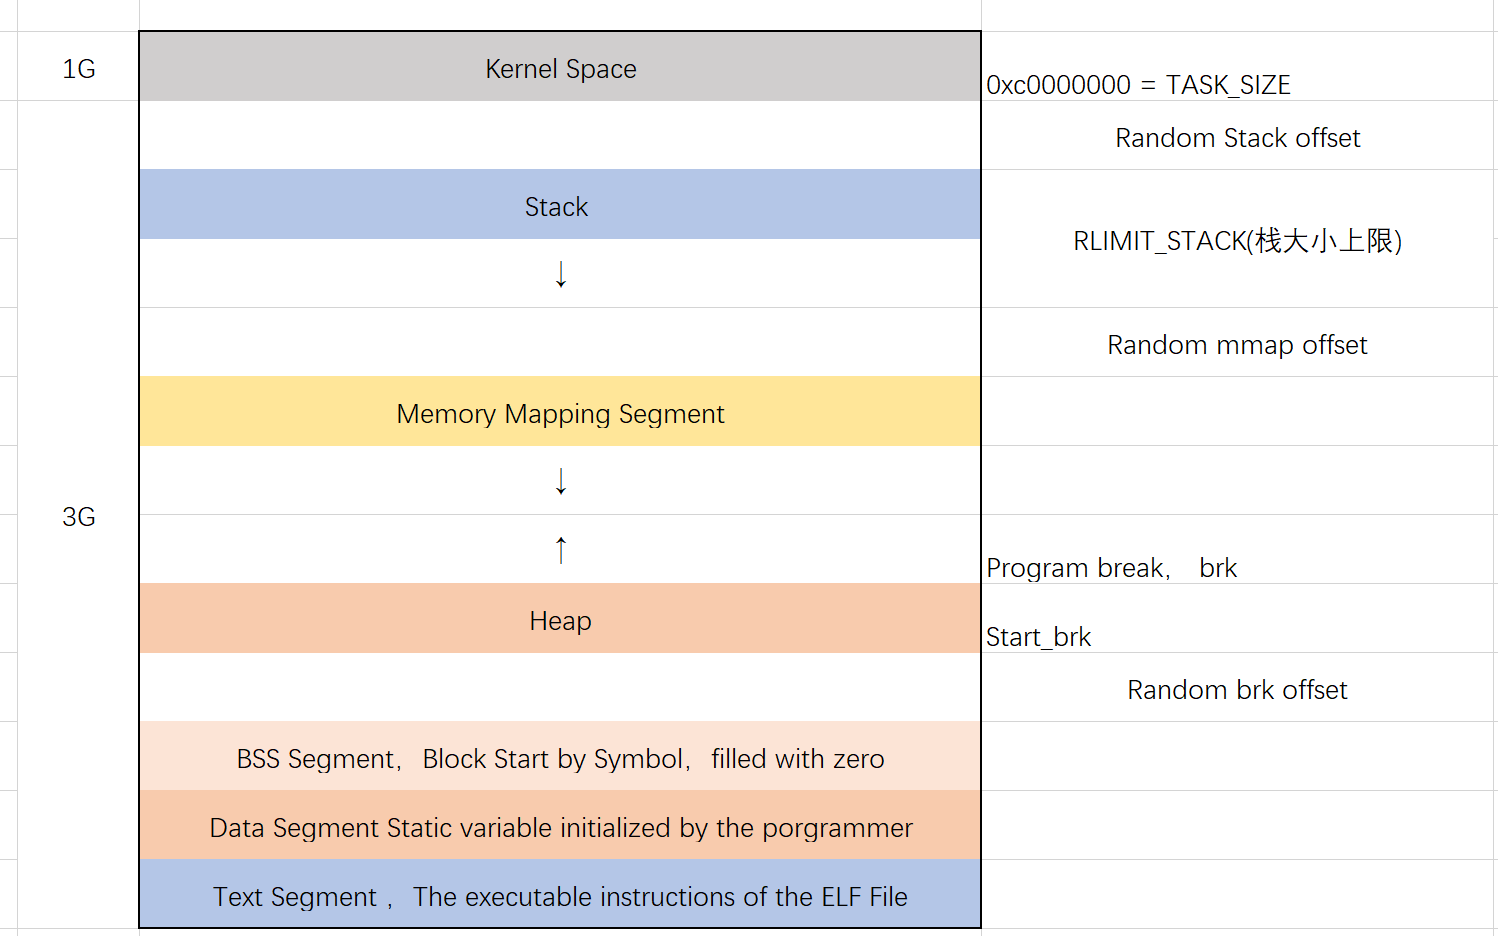 1G
Kernel Space
0xc0000000 = TASK_SIZE
Random Stack offset
Stack
RLIMIT_STACK(栈大小上限)
↓
Random mmap offset
Memory Mapping Segment
↓
3G
↑
Program break， brk
Heap
Start_brk
Random brk offset
BSS Segment，Block Start by Symbol，filled with zero
Data Segment Static variable initialized by the porgrammer
Text Segment ，The executable instructions of the ELF File